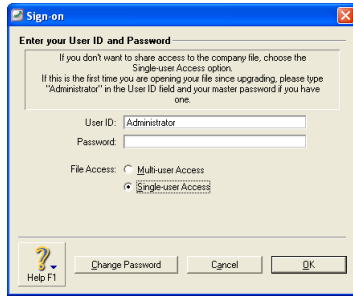 Sign-on
Enter your User ID and Password
If you don't want to share access to the company file, choose the
Single-user Access option.
If this is the first time you are opening your file since upgrading, please type
"Administrator" in the User ID field and your master password if you have
one.
User ID: Administrator
Password:
File Access: Multi-user Access
Single-user Access
Help F1
Change Password
Cancel
OK